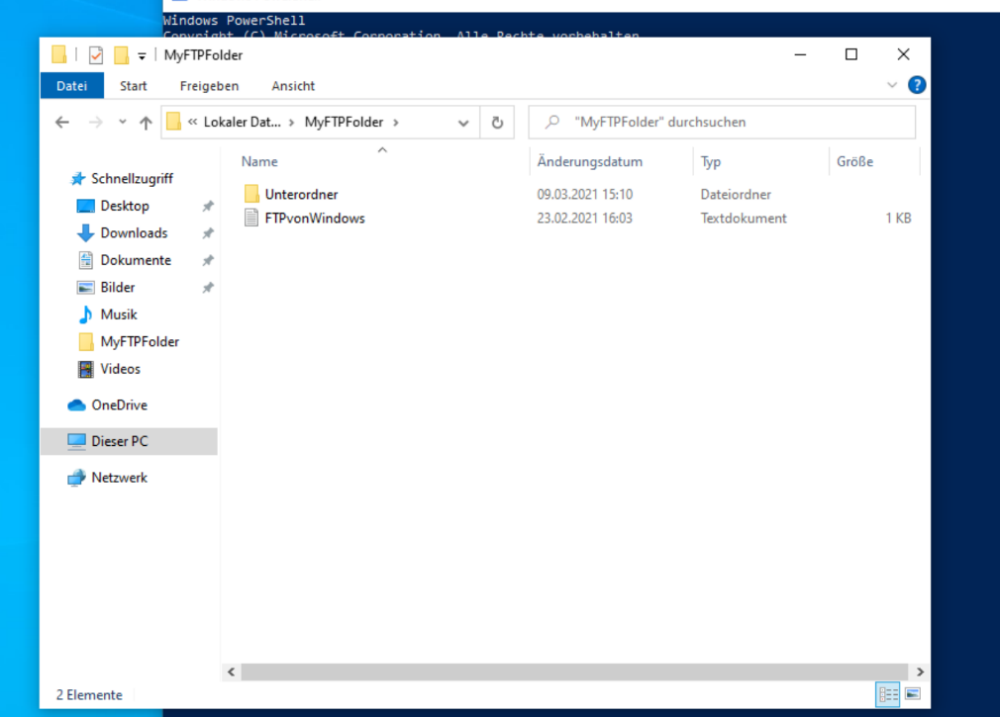 Windows PowerShell
Copyright (C) Microsoft Corporation. Alle Rechte vorbehalten
MyFTPFolder
Datei Start Freigeben Ansicht
« Lokaler Dat... › MyFTPFolder › "MyFTPFolder" durchsuchen
Name Änderungsdatum Typ Größe
Schnellzugriff
Desktop
Downloads
Dokumente
Bilder
Musik
MyFTPFolder
Videos
OneDrive
Dieser PC
Netzwerk
Unterordner 09.03.2021 15:10 Dateiordner
FTPvonWindows 23.02.2021 16:03 Textdokument 1 KB
2 Elemente